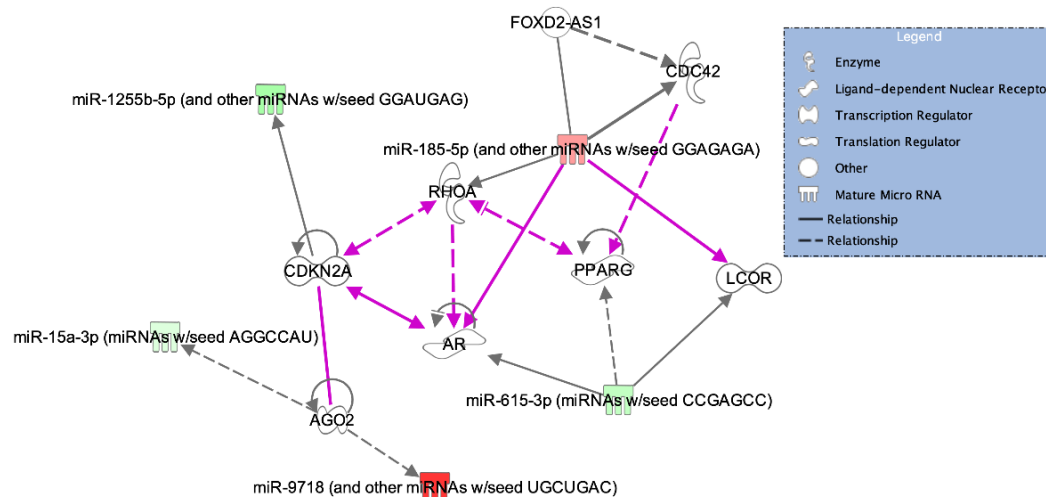 FOXD2-AS1
CDC42
miR-1255b-5p (and other miRNAs w/seed GGAUGAG)
miR-185-5p (and other miRNAs w/seed GGAGAGA)
RHOA
CDKN2A
PPARG
LCOR
miR-15a-3p (miRNAs w/seed AGGCCAU)
AR
miR-615-3p (miRNAs w/seed CCGAGCC)
AGO2
miR-9718 (and other miRNAs w/seed UGCUGAC)
Legend
Enzyme
Ligand-dependent Nuclear Recepto
Transcription Regulator
Translation Regulator
Other
Mature Micro RNA
Relationship
Relationship